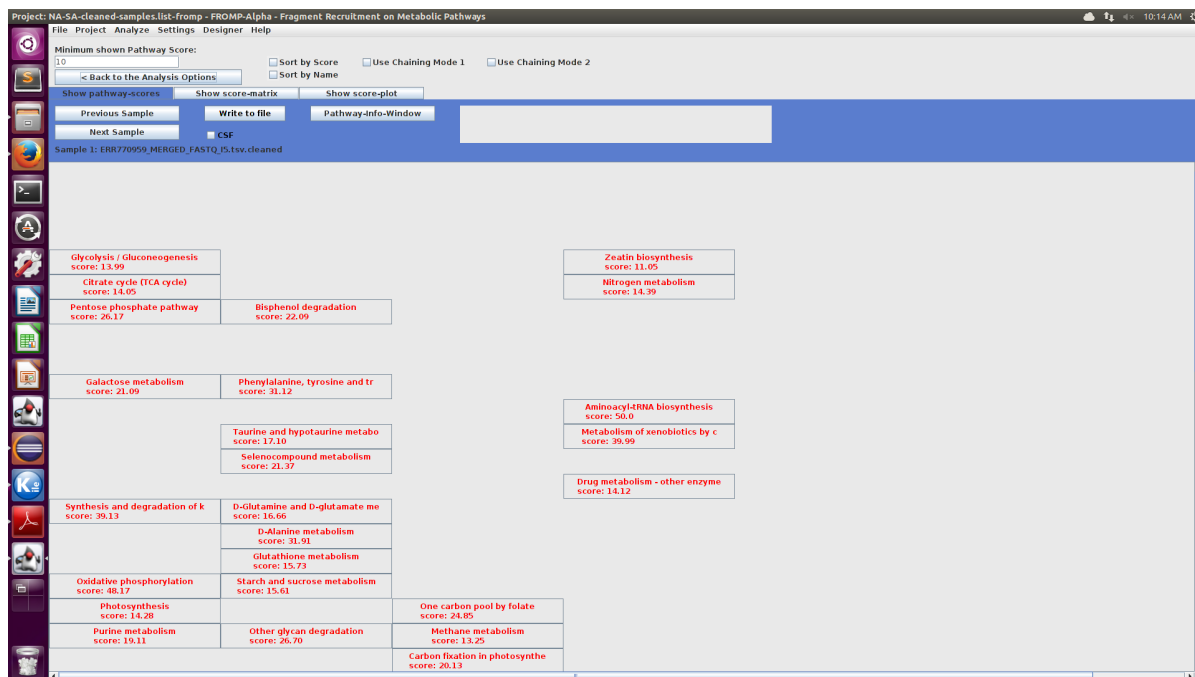 Project: NA-SA-cleaned-samples.list-fromp - FROMP-Alpha - Fragment Recruitment on Metabolic Pathways
10:14 AM
File Project Analyze Settings Designer Help
Minimum shown Pathway Score:
10
Sort by Score
Use Chaining Mode 1
Use Chaining Mode 2
< Back to the Analysis Options
Sort by Name
Show pathway-scores
Show score-matrix
Show score-plot
Previous Sample
Write to file
Pathway-Info-Window
Next Sample
CSF
Sample 1: ERR770959_MERGED_FASTQ_I5.tsv.cleaned
Glycolysis / Gluconeogenesis
score: 13.99
Zeatin biosynthesis
score: 11.05
Citrate cycle (TCA cycle)
score: 14.05
Nitrogen metabolism
score: 14.39
Pentose phosphate pathway
score: 26.17
Bisphenol degradation
score: 22.09
Galactose metabolism
score: 21.09
Phenylalanine, tyrosine and tr
score: 31.12
Aminoacyl-tRNA biosynthesis
score: 50.0
Taurine and hypotaurine metabo
score: 17.10
Metabolism of xenobiotics by c
score: 39.99
Selenocompound metabolism
score: 21.37
Drug metabolism - other enzyme
score: 14.12
Synthesis and degradation of k
score: 39.13
D-Glutamine and D-glutamate me
score: 16.66
D-Alanine metabolism
score: 31.91
Glutathione metabolism
score: 15.73
Oxidative phosphorylation
score: 48.17
Starch and sucrose metabolism
score: 15.61
Photosynthesis
score: 14.28
One carbon pool by folate
score: 24.85
Purine metabolism
score: 19.11
Other glycan degradation
score: 26.70
Methane metabolism
score: 13.25
Carbon fixation in photosynthe
score: 20.13